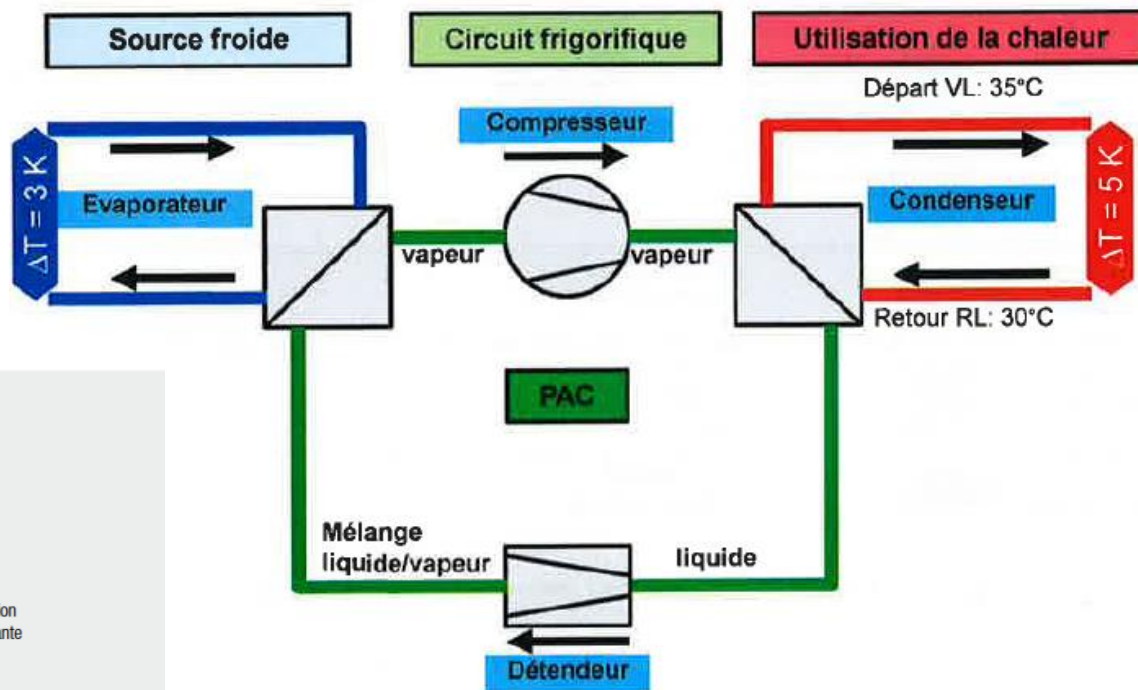 Source froide
Circuit frigorifique
Utilisation de la chaleur
Départ VL: 35°C
Compresseur
ΔT = 3 K
Evaporateur
Condenseur
ΔT = 5 K
vapeur
vapeur
Retour RL: 30°C
PAC
Mélange
liquide/vapeur
liquide
Détendeur
on
ante